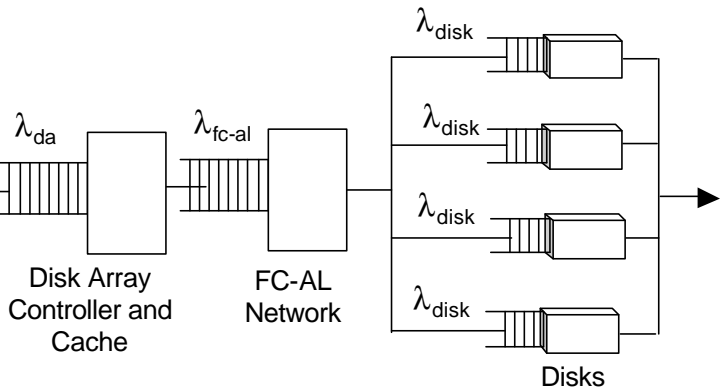 λdisk
λda
λfc-al
λdisk
λdisk
λdisk
Disk Array
Controller and
Cache
FC-AL
Network
Disks